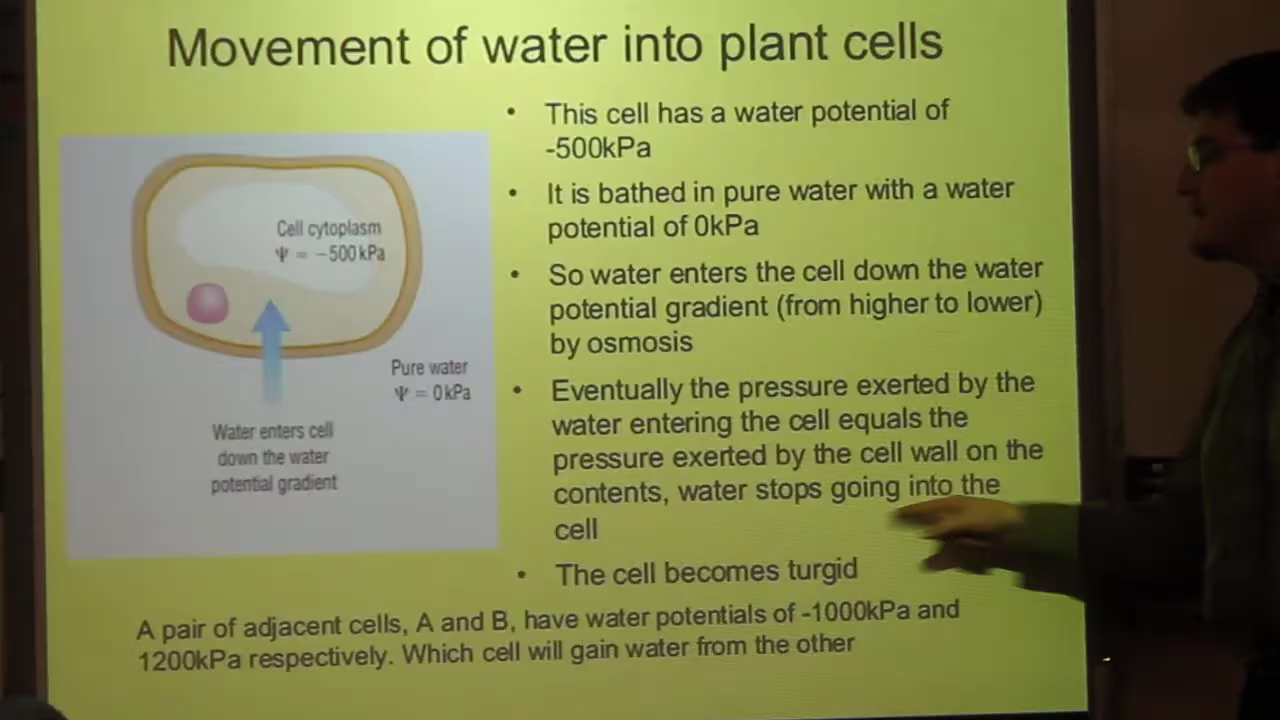 Movement of water into plant cells
• This cell has a water potential of
-500kPa
• It is bathed in pure water with a water
potential of 0kPa
• So water enters the cell down the water
potential gradient (from higher to lower)
by osmosis
• Eventually the pressure exerted by the
water entering the cell equals the
pressure exerted by the cell wall on the
contents, water stops going into the
cell
• The cell becomes turgid
Cell cytoplasm
Ψ = −500 kPa
Pure water
Ψ = 0 kPa
Water enters cell
down the water
potential gradient
A pair of adjacent cells, A and B, have water potentials of -1000kPa and
1200kPa respectively. Which cell will gain water from the other